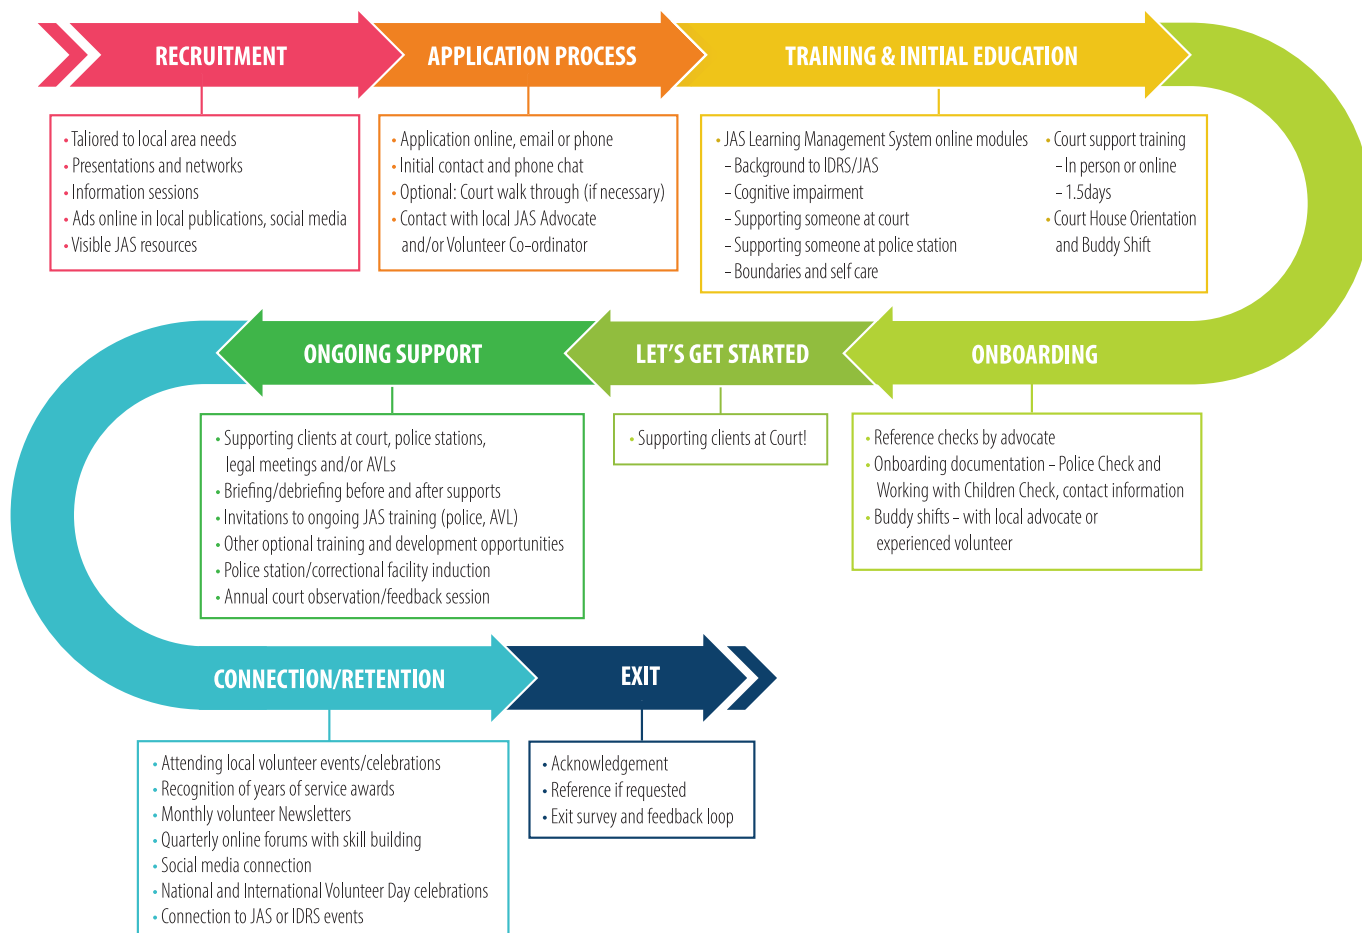 RECRUITMENT
• Tailored to local area needs
• Presentations and networks
• Information sessions
• Ads online in local publications, social media
• Visible JAS resources
APPLICATION PROCESS
• Application online, email or phone
• Initial contact and phone chat
• Optional: Court walk through (if necessary)
• Contact with local JAS Advocate
and/or Volunteer Co-ordinator
TRAINING & INITIAL EDUCATION
• JAS Learning Management System online modules
– Background to IDRS/JAS
– Cognitive impairment
– Supporting someone at court
– Supporting someone at police station
– Boundaries and self care
• Court support training
– In person or online
– 1.5days
• Court House Orientation
and Buddy Shift
ONBOARDING
• Reference checks by advocate
• Onboarding documentation – Police Check and
Working with Children Check, contact information
• Buddy shifts – with local advocate or
experienced volunteer
LET'S GET STARTED
• Supporting clients at Court!
ONGOING SUPPORT
• Supporting clients at court, police stations,
legal meetings and/or AVLs
• Briefing/debriefing before and after supports
• Invitations to ongoing JAS training (police, AVL)
• Other optional training and development opportunities
• Police station/correctional facility induction
• Annual court observation/feedback session
CONNECTION/RETENTION
• Attending local volunteer events/celebrations
• Recognition of years of service awards
• Monthly volunteer Newsletters
• Quarterly online forums with skill building
• Social media connection
• National and International Volunteer Day celebrations
• Connection to JAS or IDRS events
EXIT
• Acknowledgement
• Reference if requested
• Exit survey and feedback loop